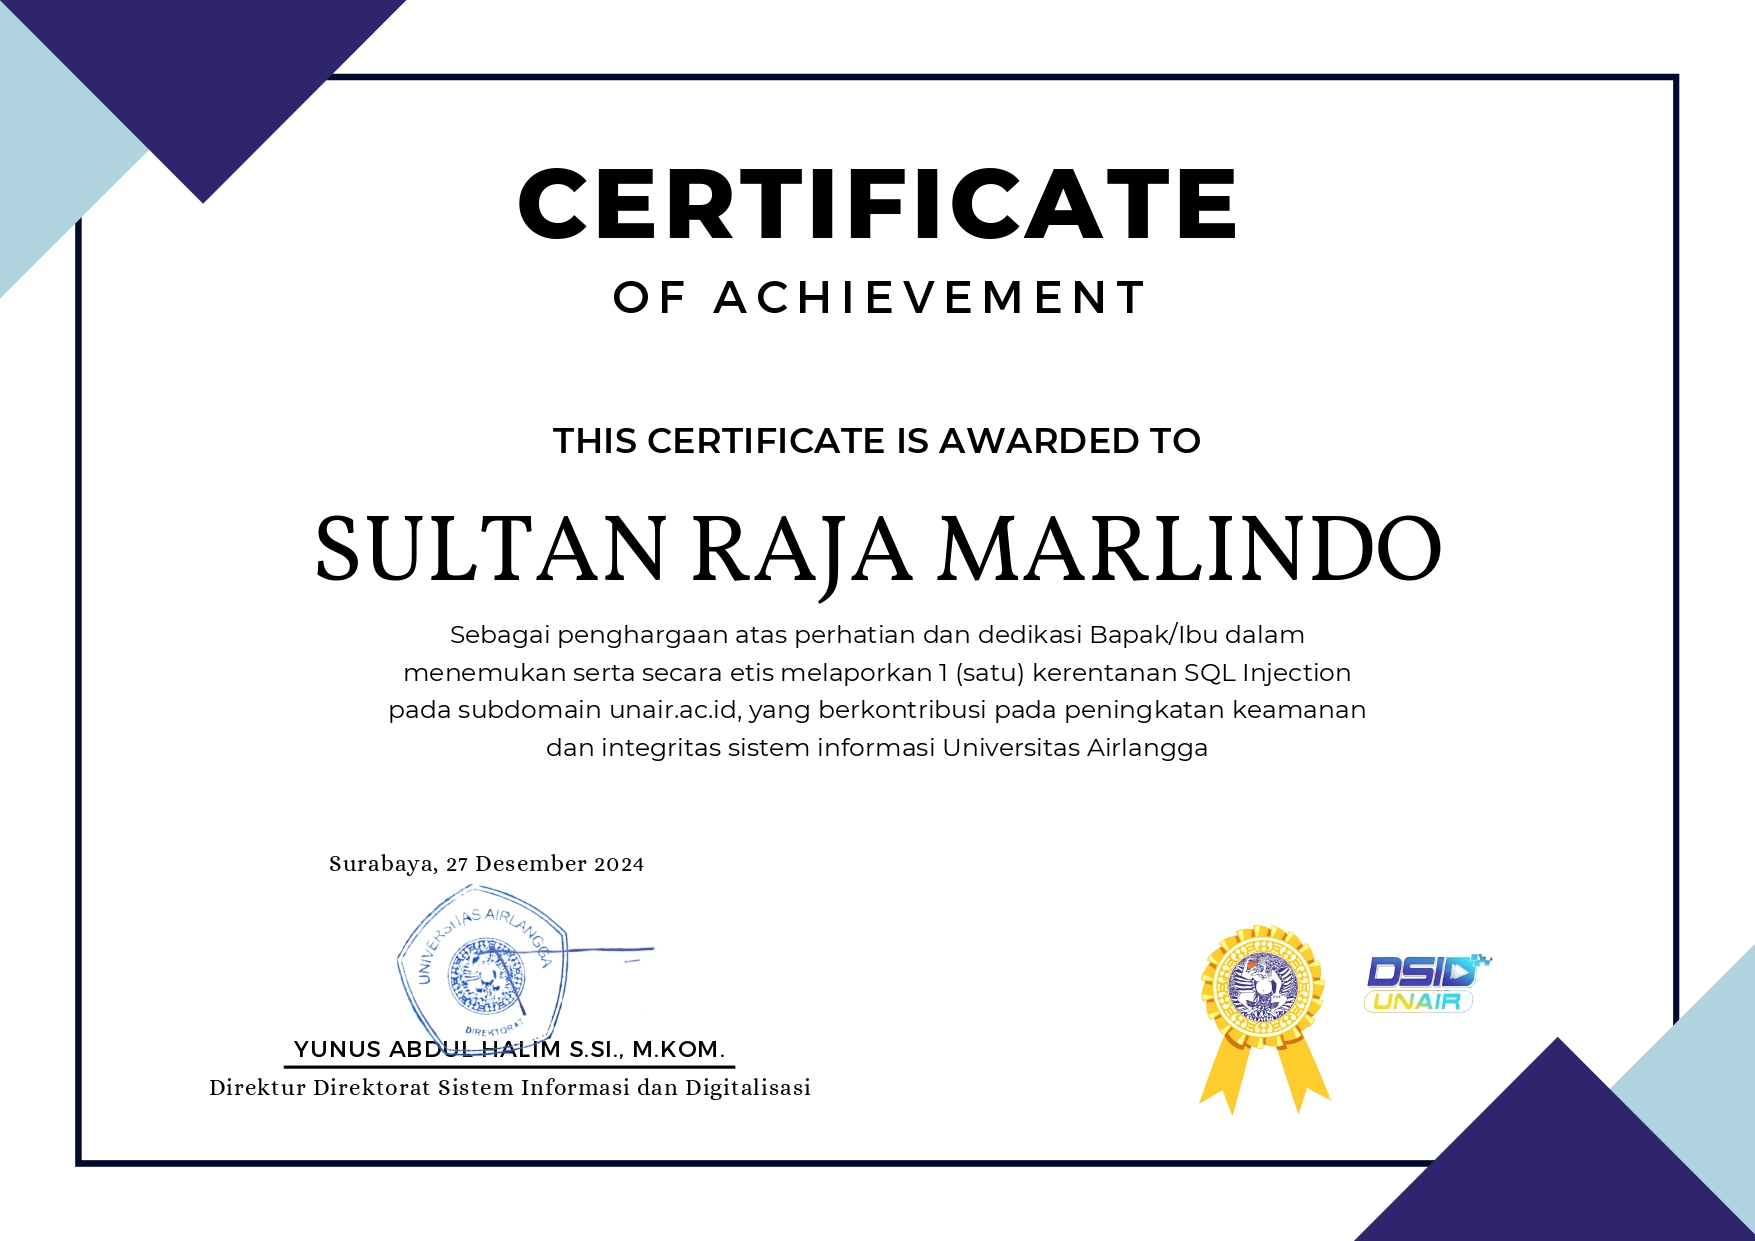 CERTIFICATE
OF ACHIEVEMENT
THIS CERTIFICATE IS AWARDED TO
SULTAN RAJA MARLINDO
Sebagai penghargaan atas perhatian dan dedikasi Bapak/Ibu dalam
menemukan serta secara etis melaporkan 1 (satu) kerentanan SQL Injection
pada subdomain unair.ac.id, yang berkontribusi pada peningkatan keamanan
dan integritas sistem informasi Universitas Airlangga
Surabaya, 27 Desember 2024
UNIVERSITAS AIRLANGGA
DIREKTORAT
YUNUS ABDUL HALIM S.SI., M.KOM.
Direktur Direktorat Sistem Informasi dan Digitalisasi
DSID
UNAIR